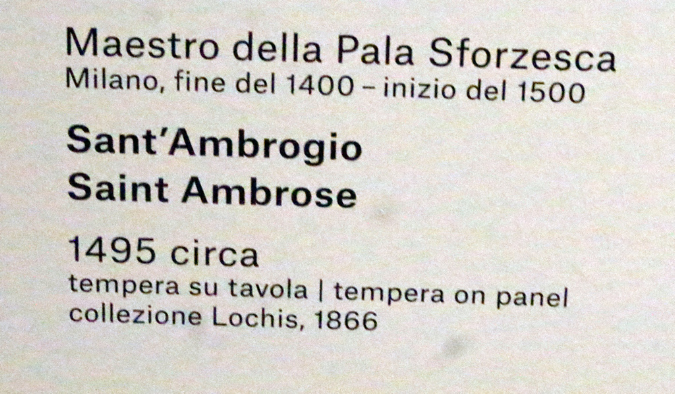 Maestro della Pala Sforzesca
Milano, fine del 1400 – inizio del 1500
Sant'Ambrogio
Saint Ambrose
1495 circa
tempera su tavola | tempera on panel
collezione Lochis, 1866